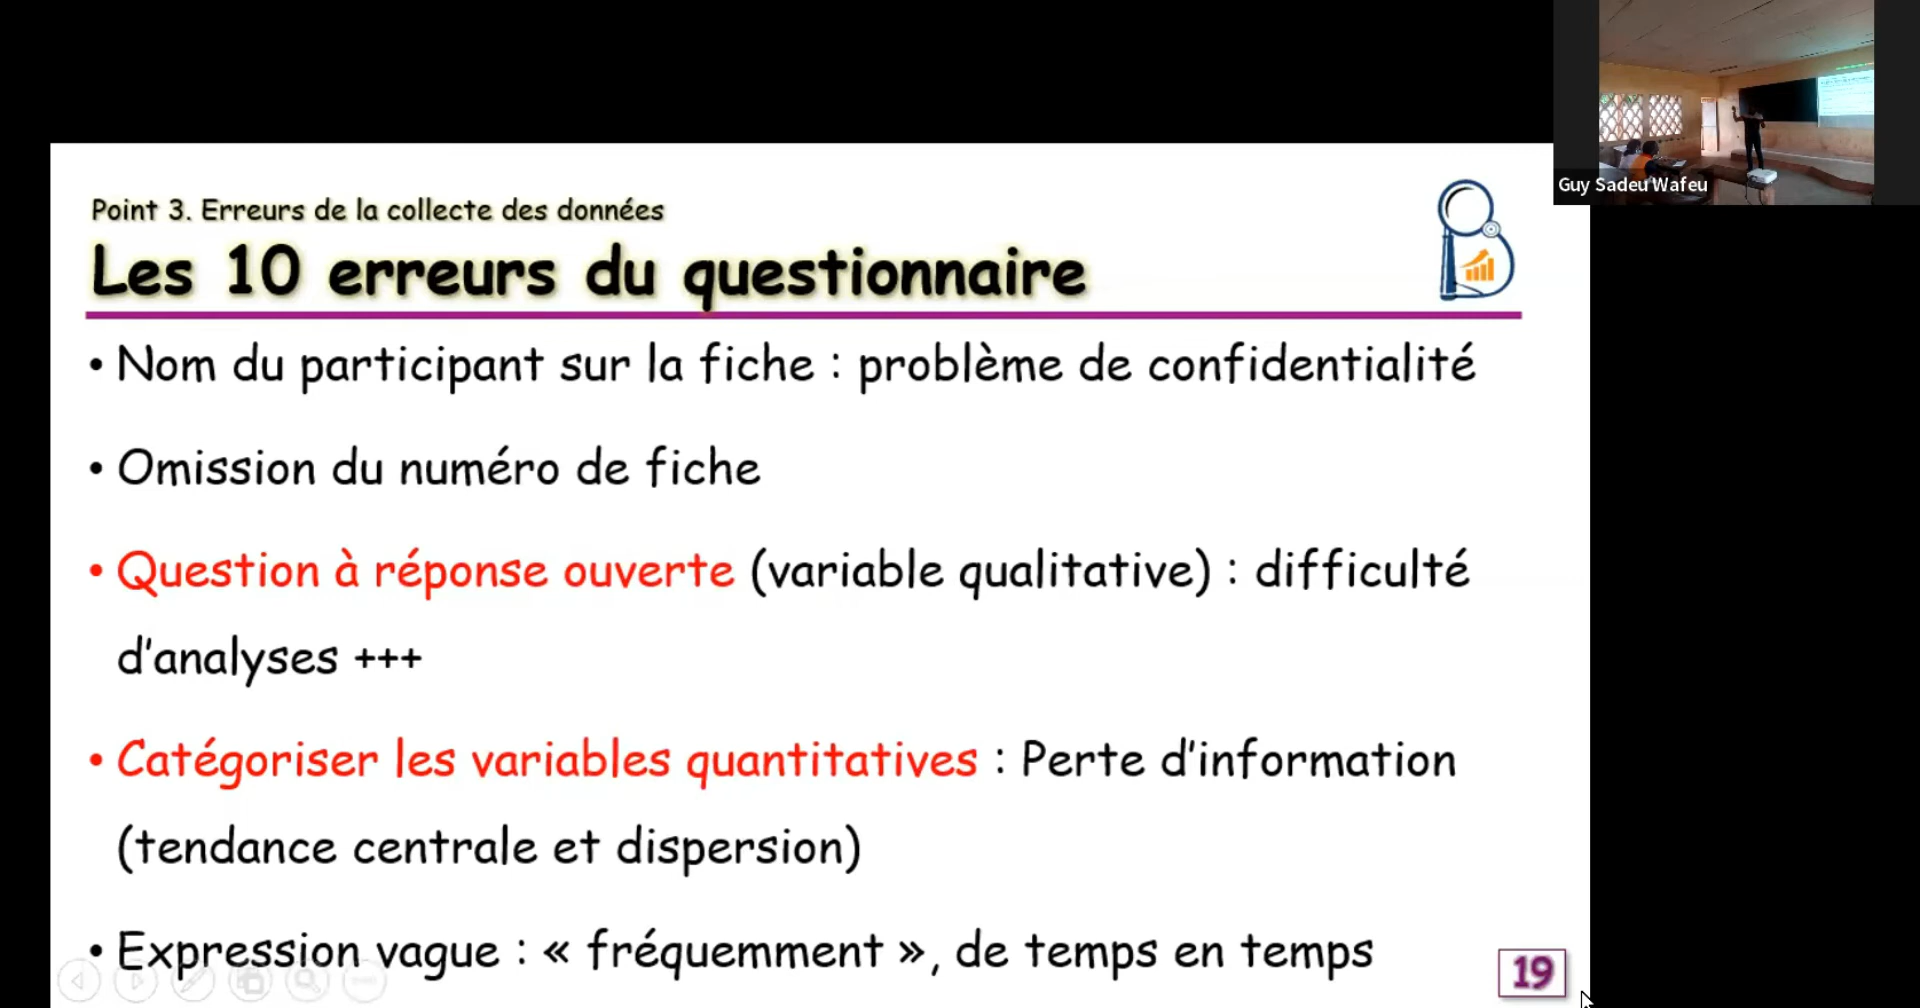 Guy Sadeu Wafeu
Point 3. Erreurs de la collecte des données
Les 10 erreurs du questionnaire
• Nom du participant sur la fiche : problème de confidentialité
• Omission du numéro de fiche
• Question à réponse ouverte (variable qualitative) : difficulté
d'analyses +++
• Catégoriser les variables quantitatives : Perte d'information
(tendance centrale et dispersion)
• Expression vague : « fréquemment », de temps en temps
19